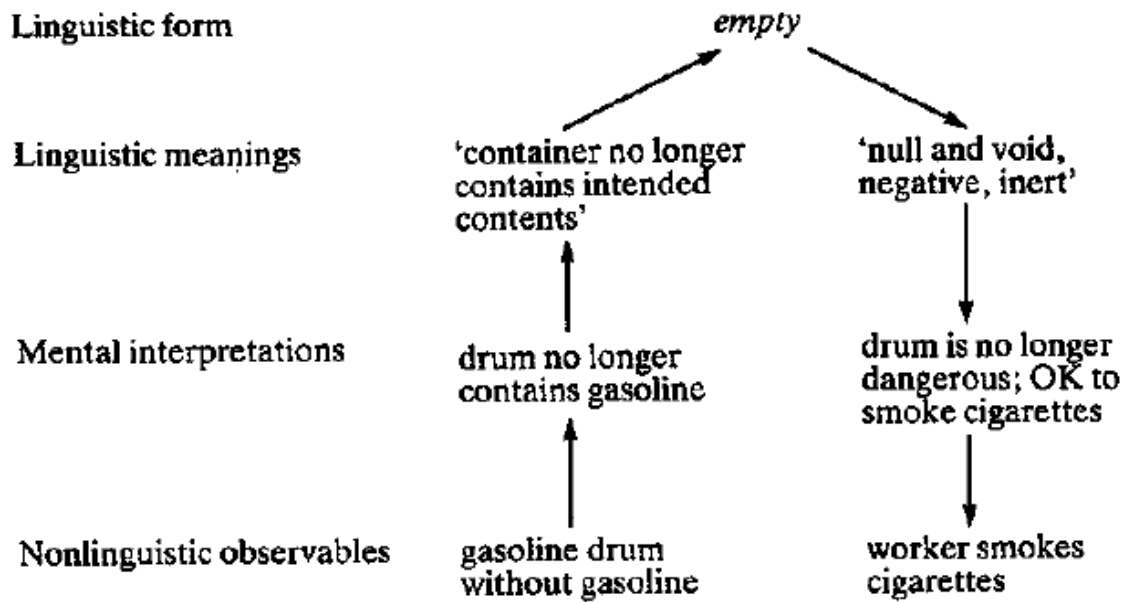 Linguistic form
empty
Linguistic meanings
‘container no longer
contains intended
contents’
‘null and void,
negative, inert’
Mental interpretations
drum no longer
contains gasoline
drum is no longer
dangerous; OK to
smoke cigarettes
Nonlinguistic observables
gasoline drum
without gasoline
worker smokes
cigarettes